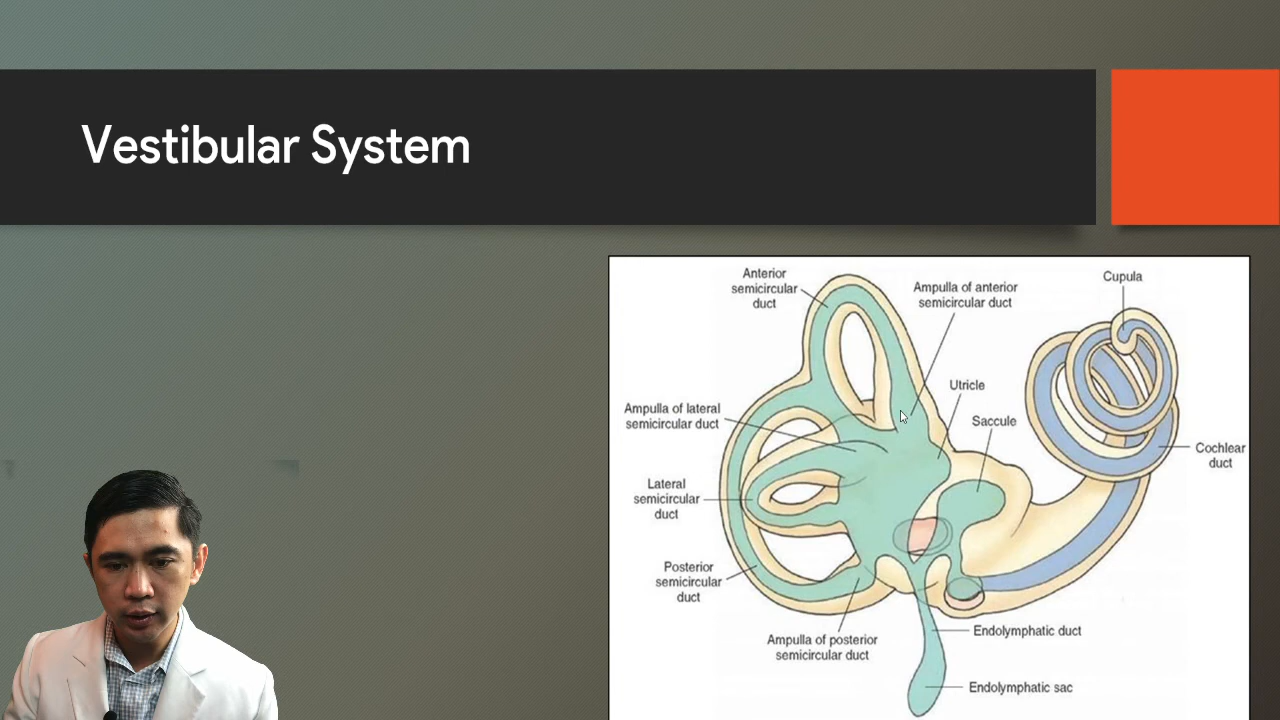 Vestibular System
Anterior
semicircular
duct
Ampulla of anterior
semicircular duct
Cupula
Utricle
Ampulla of lateral
semicircular duct
Saccule
Cochlear
duct
Lateral
semicircular
duct
Posterior
semicircular
duct
Ampulla of posterior
semicircular duct
Endolymphatic duct
Endolymphatic sac